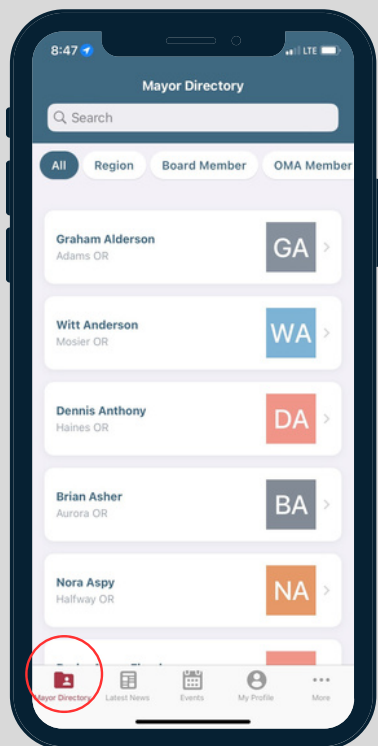 8:47
LTE
Mayor Directory
Search
All Region Board Member OMA Member
Graham Alderson
Adams OR
GA
Witt Anderson
Mosier OR
WA
Dennis Anthony
Haines OR
DA
Brian Asher
Aurora OR
BA
Nora Aspy
Halfway OR
NA
Mayor Directory Latest News Events My Profile More